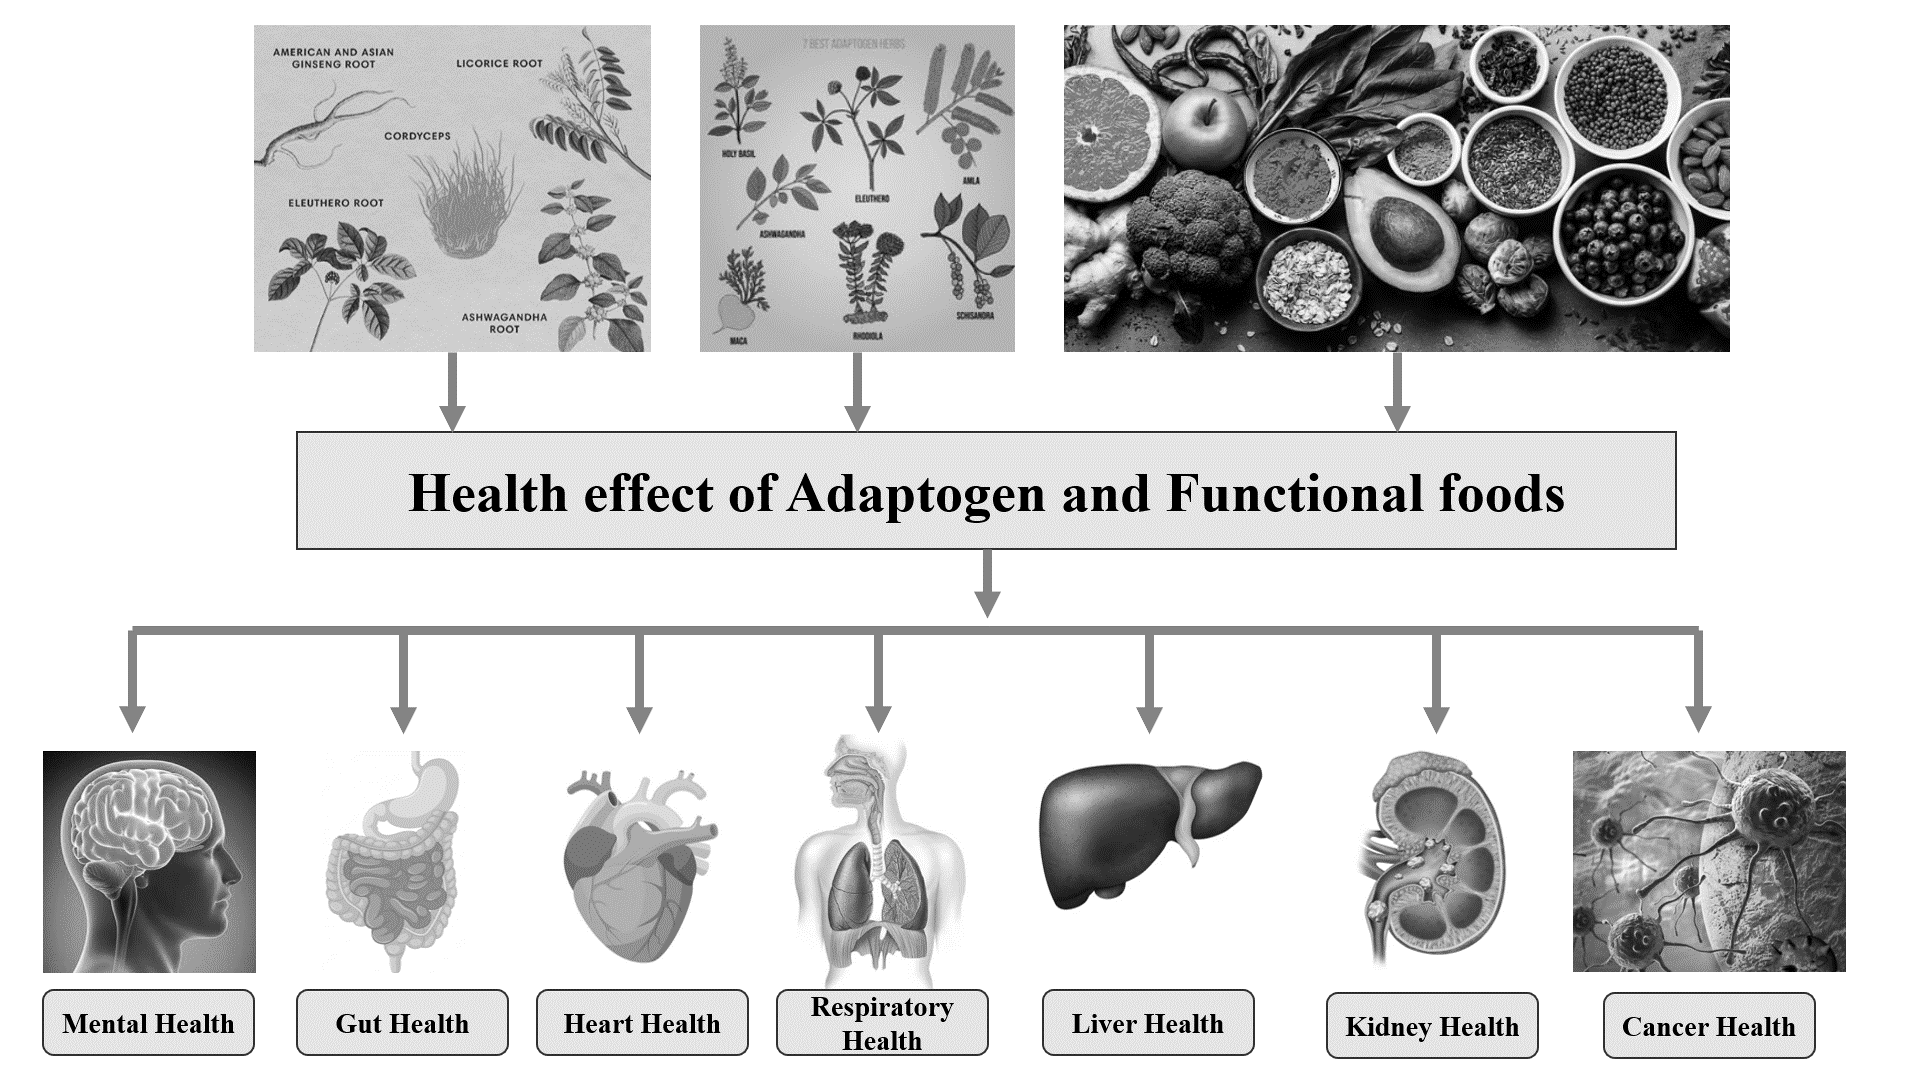 AMERICAN AND ASIAN
GINSENG ROOT
LICORICE ROOT
CORDYCEPS
ELEUTHERO ROOT
ASHWAGANDHA
ROOT
7 BEST ADAPTOGEN HERBS
HOLY BASIL
ELEUTHERO
AMLA
ASHWAGANDHA
MACA
RHODIOLA
SCHISANDRA
Health effect of Adaptogen and Functional foods
Mental Health
Gut Health
Heart Health
Respiratory
Health
Liver Health
Kidney Health
Cancer Health